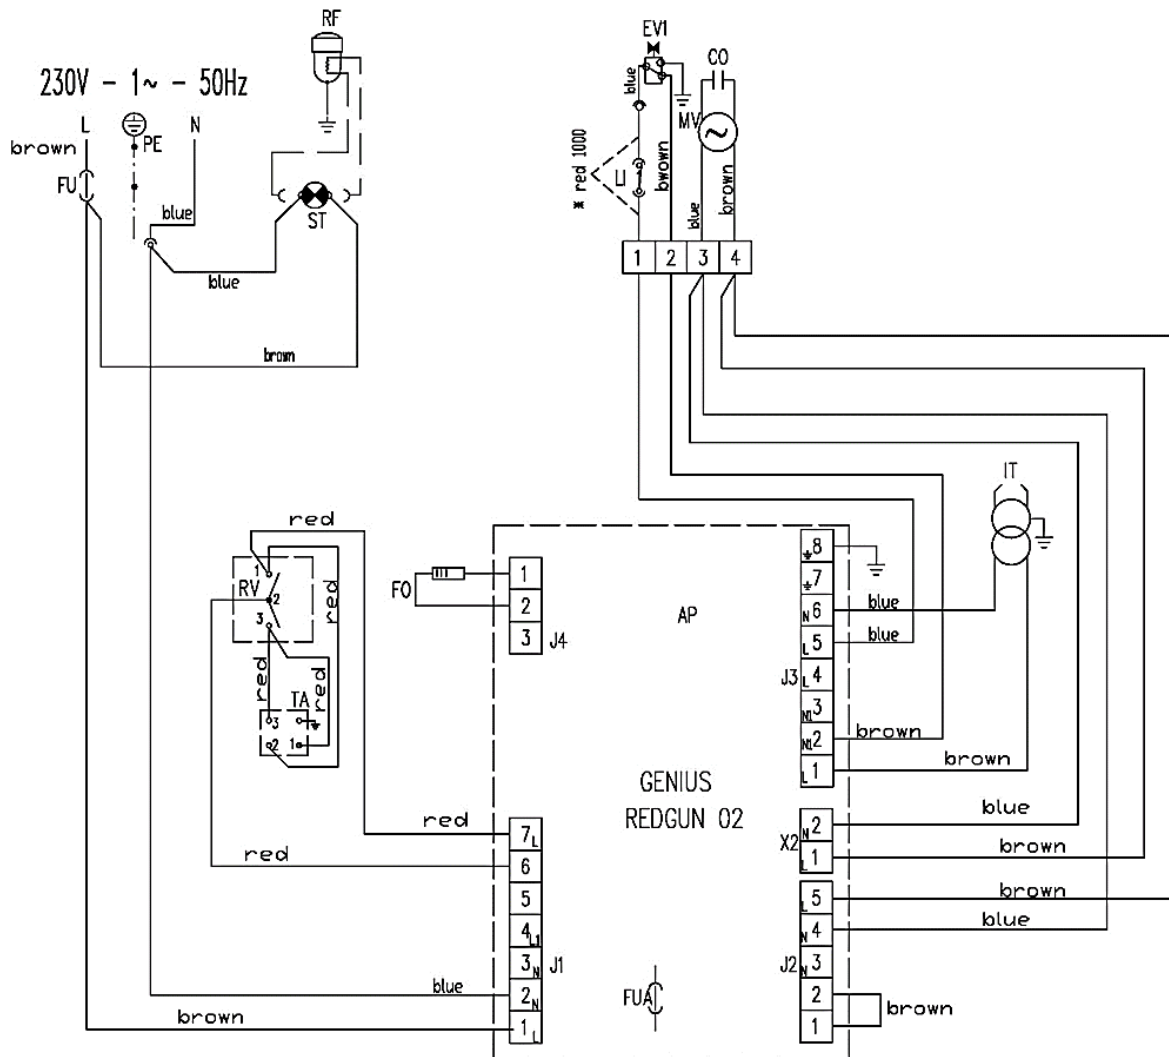 RF
EV1
CO
230V - 1~ - 50Hz
blue
L
PE
N
MV
brown
* red 1000
LI
bwown
brown
blue
FU
blue
ST
blue
1 2 3 4
brown
IT
red
1
RV
2
3
red
red
red
TA
3
2 1
FO
1
2
3 J4
AP
GENIUS
REDGUN 02
8
7
N 6 blue
L 5 blue
J3 L 4
N1 3
N1 2 brown
L 1 brown
red 7 L
red 6
5
4 L1
3 N J1
blue 2 N
brown 1 L
X2 N 2 blue
L 1 brown
L 5 brown
N 4 blue
J2 N 3
2 brown
1
FUA